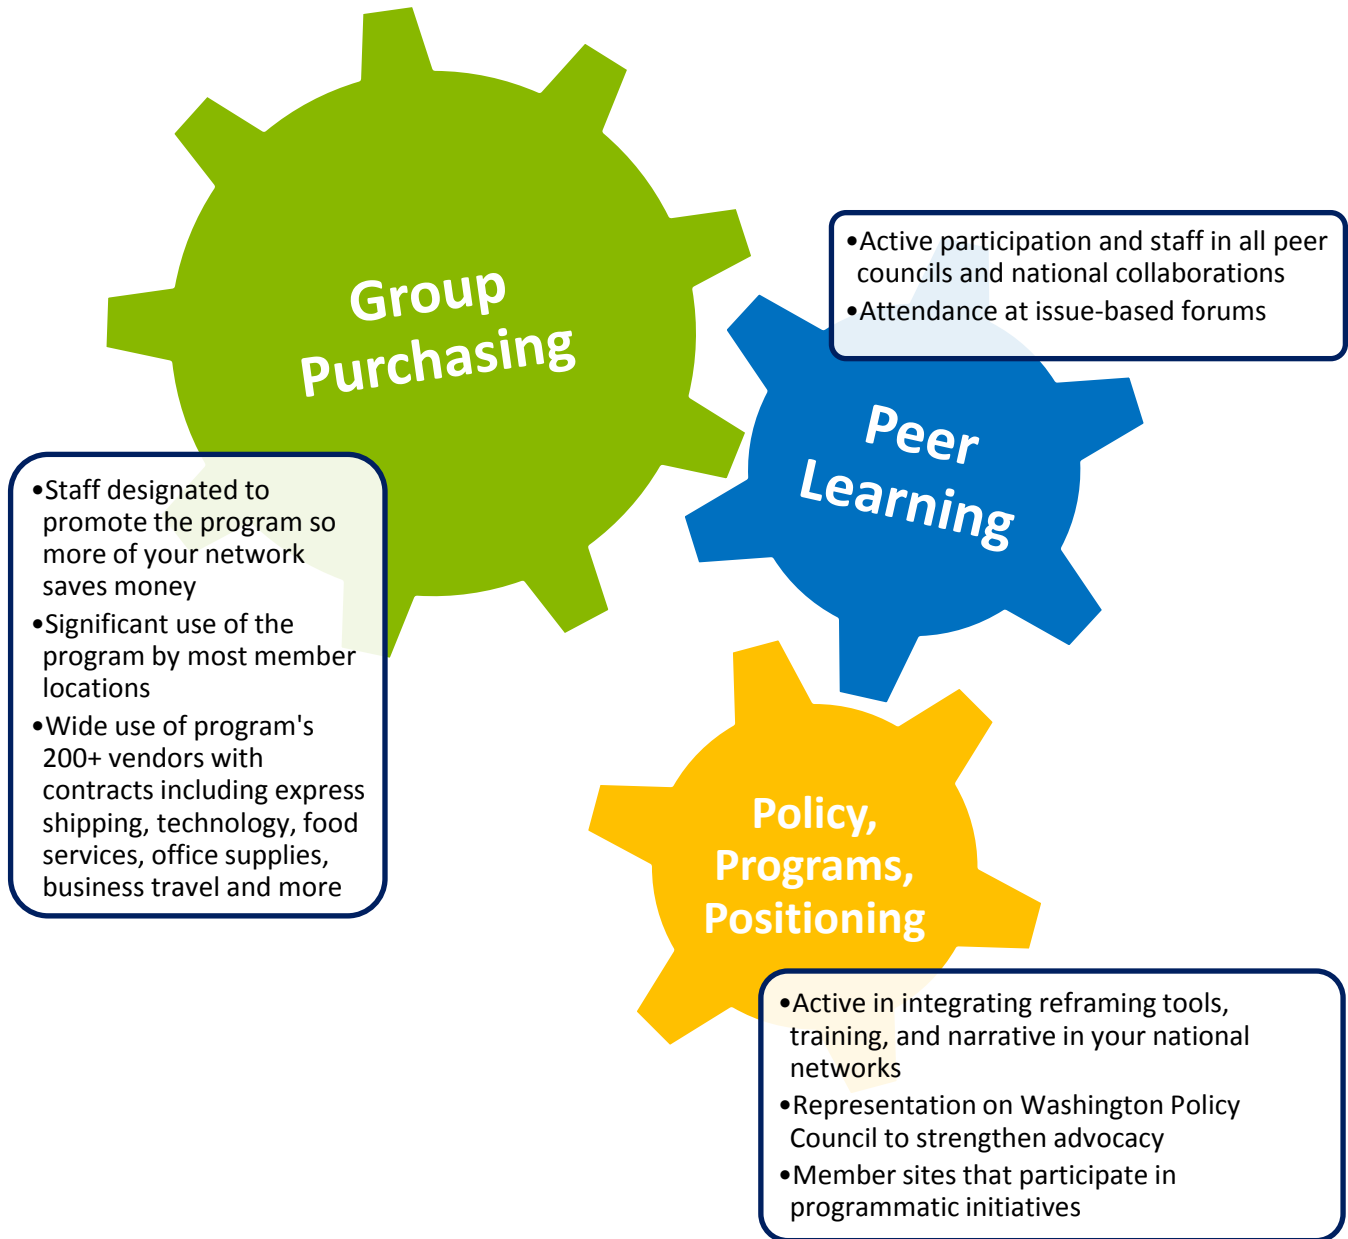 Group
Purchasing
•Staff designated to
promote the program so
more of your network
saves money
•Significant use of the
program by most member
locations
•Wide use of program's
200+ vendors with
contracts including express
shipping, technology, food
services, office supplies,
business travel and more
•Active participation and staff in all peer
councils and national collaborations
•Attendance at issue-based forums
Peer
Learning
Policy,
Programs,
Positioning
•Active in integrating reframing tools,
training, and narrative in your national
networks
•Representation on Washington Policy
Council to strengthen advocacy
•Member sites that participate in
programmatic initiatives